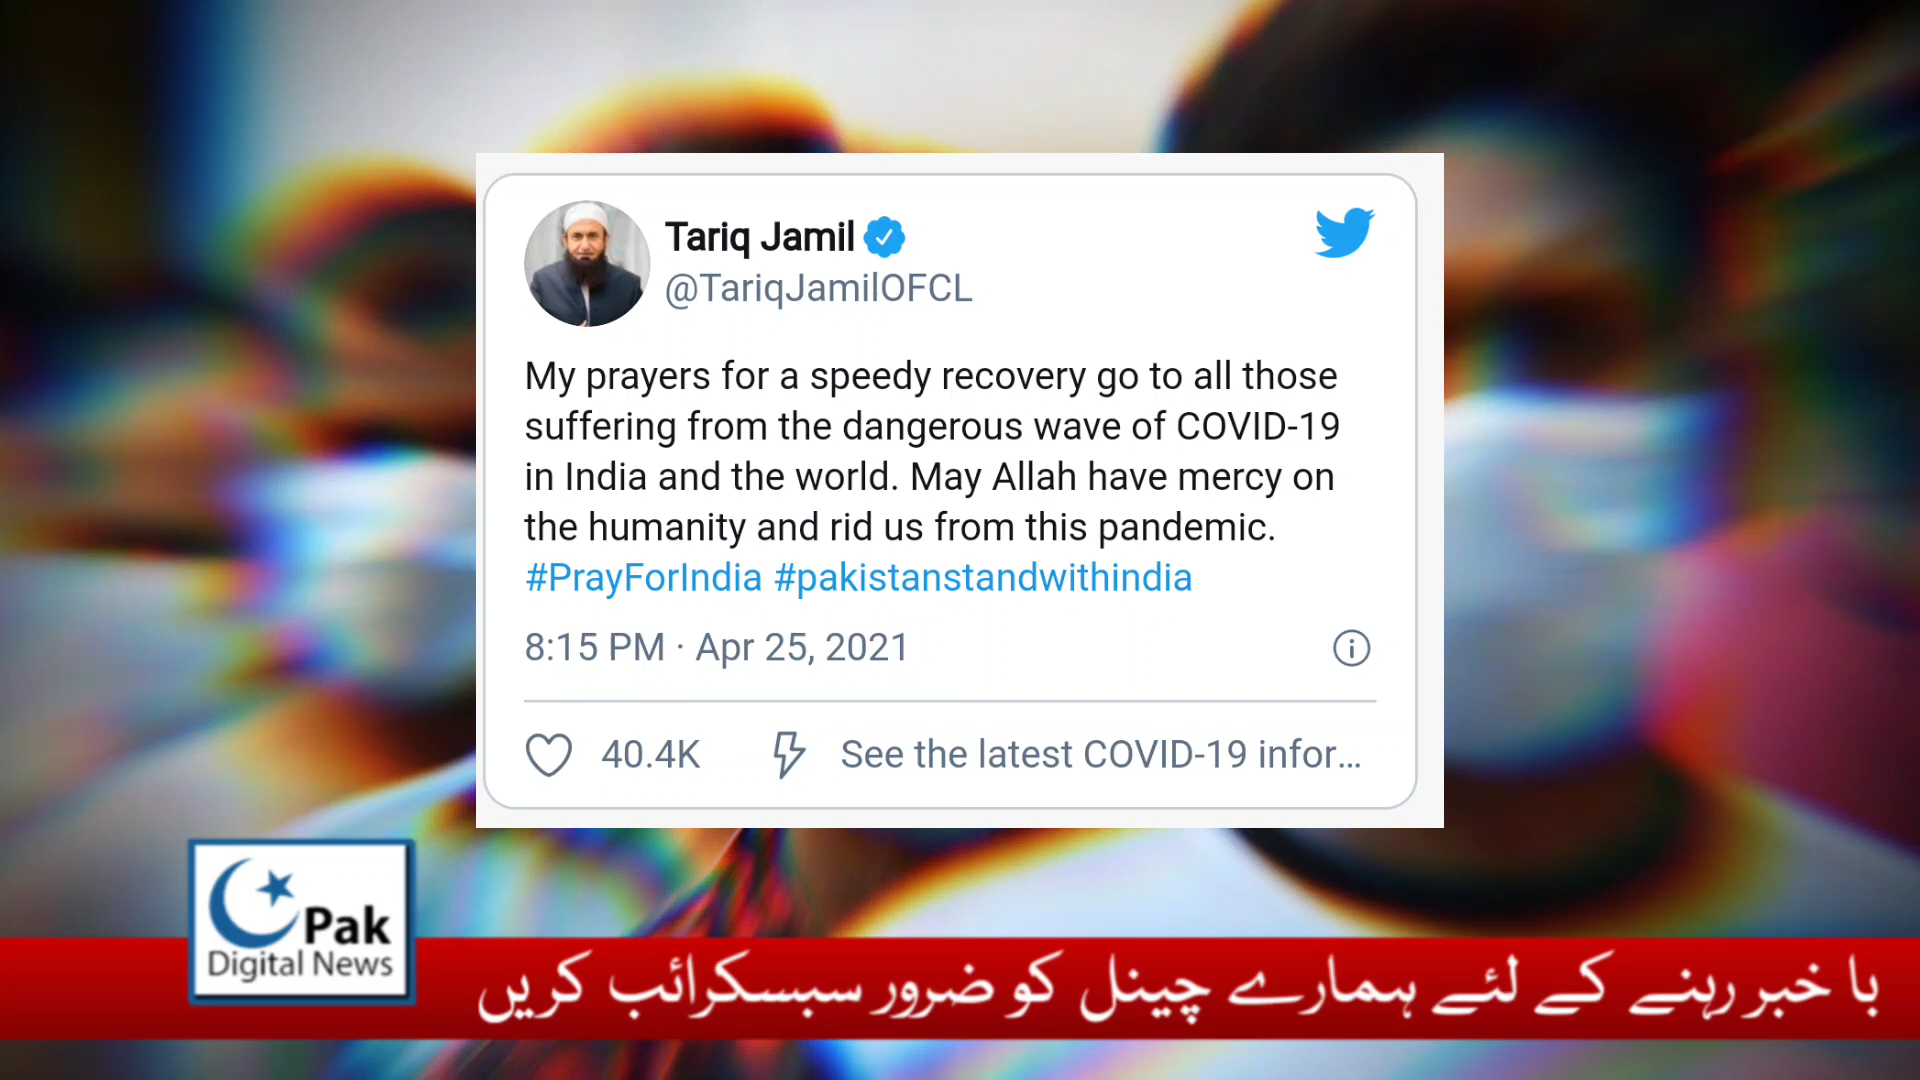 Tariq Jamil
@TariqJamilOFCL
My prayers for a speedy recovery go to all those
suffering from the dangerous wave of COVID-19
in India and the world. May Allah have mercy on
the humanity and rid us from this pandemic.
#PrayForIndia #pakistanstandwithindia
8:15 PM · Apr 25, 2021
40.4K See the latest COVID-19 infor...
Pak
Digital News
با خبر رہنے کے لئے ہمارے چینل کو ضرور سبسکرائب کریں